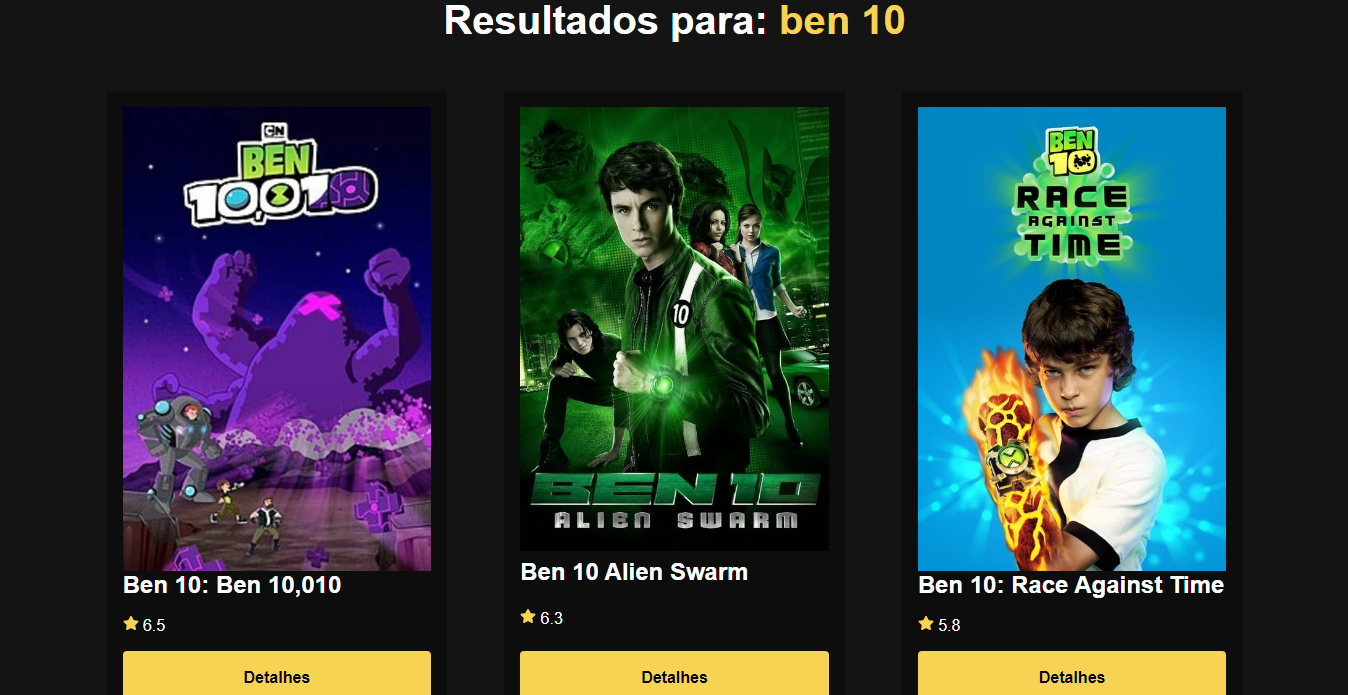 Resultados para: ben 10
CN
BEN
10,010
Ben 10: Ben 10,010
6.5
Detalhes
10
BEN 10
ALIEN SWARM
Ben 10 Alien Swarm
6.3
Detalhes
BEN
10
RACE
AGAINST
TIME
Ben 10: Race Against Time
5.8
Detalhes